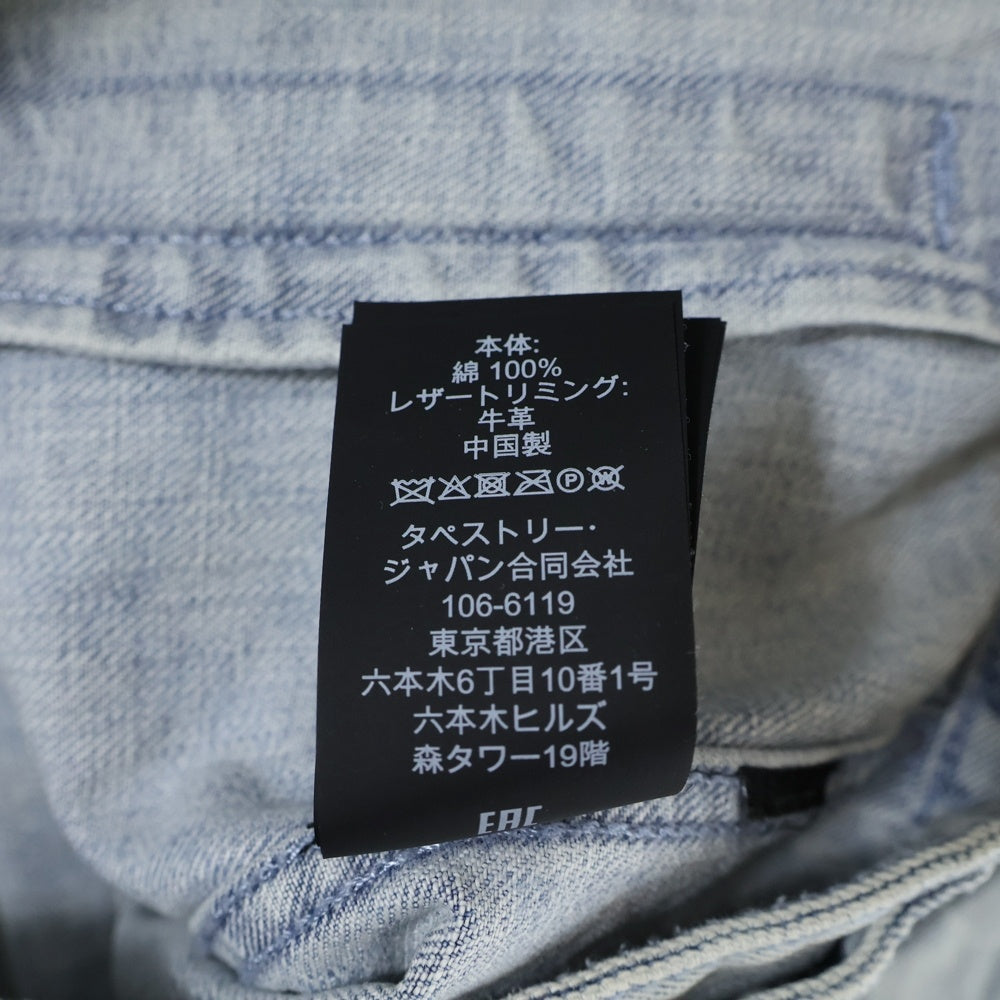 本体:
綿 100%
レザートリミング:
牛革
中国製
タペストリー・
ジャパン合同会社
106-6119
東京都港区
六本木6丁目10番1号
六本木ヒルズ
森タワー19階
EAC